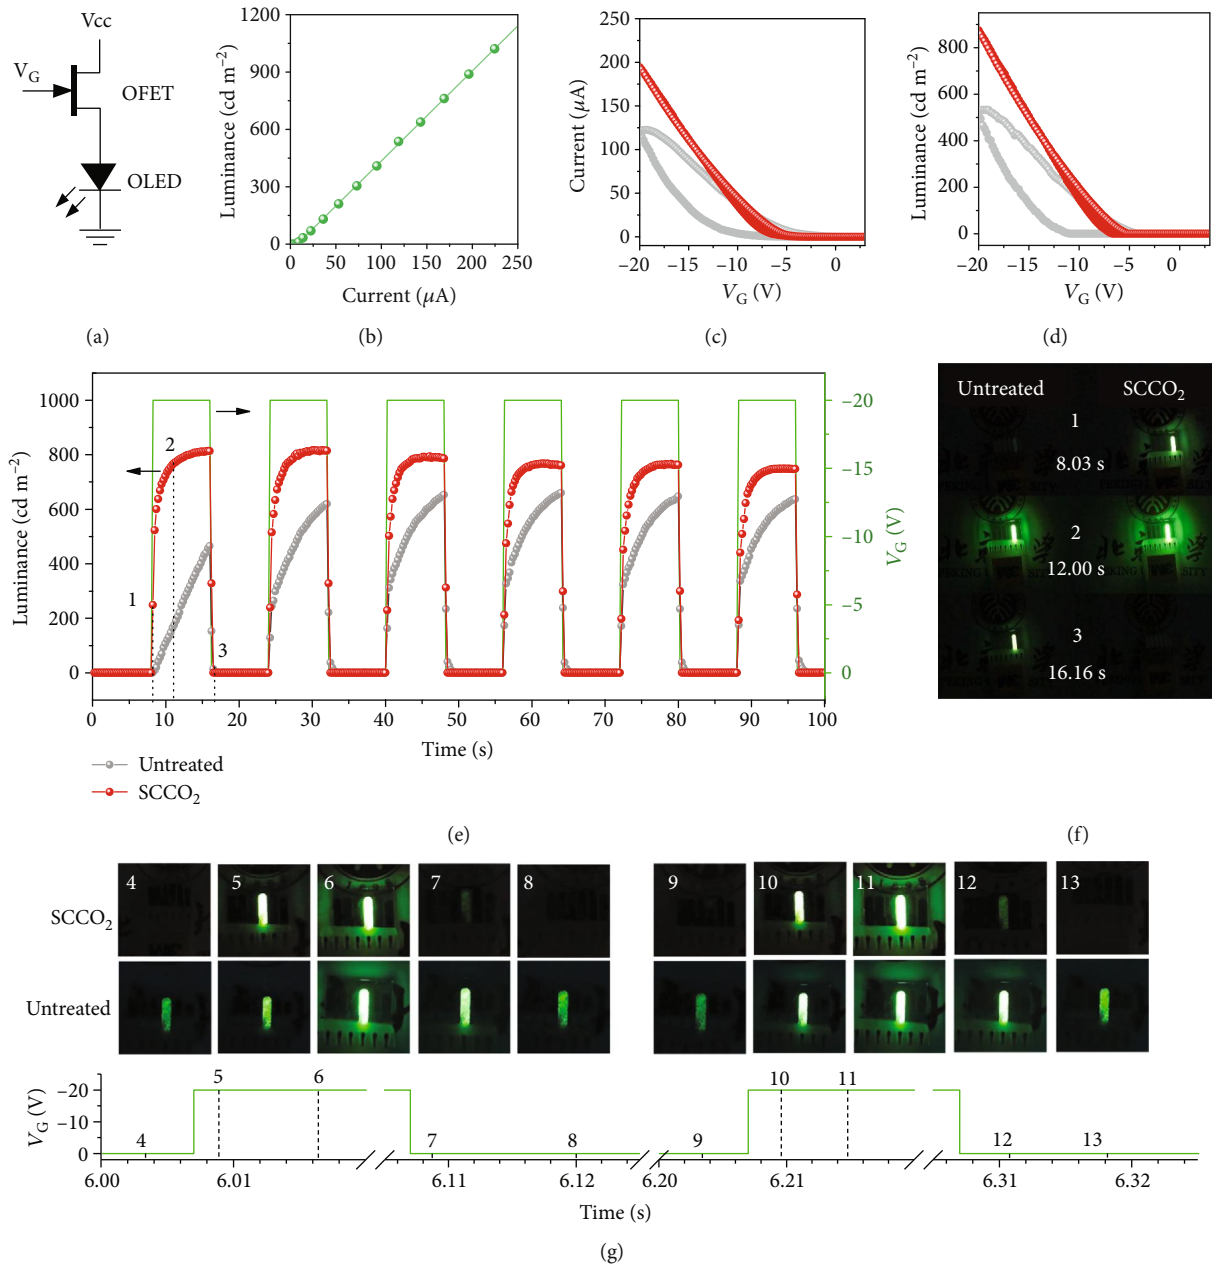 Vcc
V_G
OFET
OLED
(a)
Luminance (cd m⁻²)
1200
900
600
300
0
0 50 100 150 200 250
Current (μA)
(b)
Current (μA)
250
200
150
100
50
0
−20 −15 −10 −5 0
V_G (V)
(c)
Luminance (cd m⁻²)
800
600
400
200
0
−20 −15 −10 −5 0
V_G (V)
(d)
Luminance (cd m⁻²)
1000
800
600
400
200
0
1
2
3
−20
−15
−10
−5
0
V_G (V)
0 10 20 30 40 50 60 70 80 90 100
Time (s)
Untreated
SCCO₂
(e)
Untreated SCCO₂
1
8.03 s
2
12.00 s
PEKING
SITY
3
16.16 s
(f)
SCCO₂
4 5 6 7 8 9 10 11 12 13
Untreated
V_G (V)
−20
−10
0
4 5 6 7 8 9 10 11 12 13
6.00 6.01 6.11 6.12 6.20 6.21 6.31 6.32
Time (s)
(g)